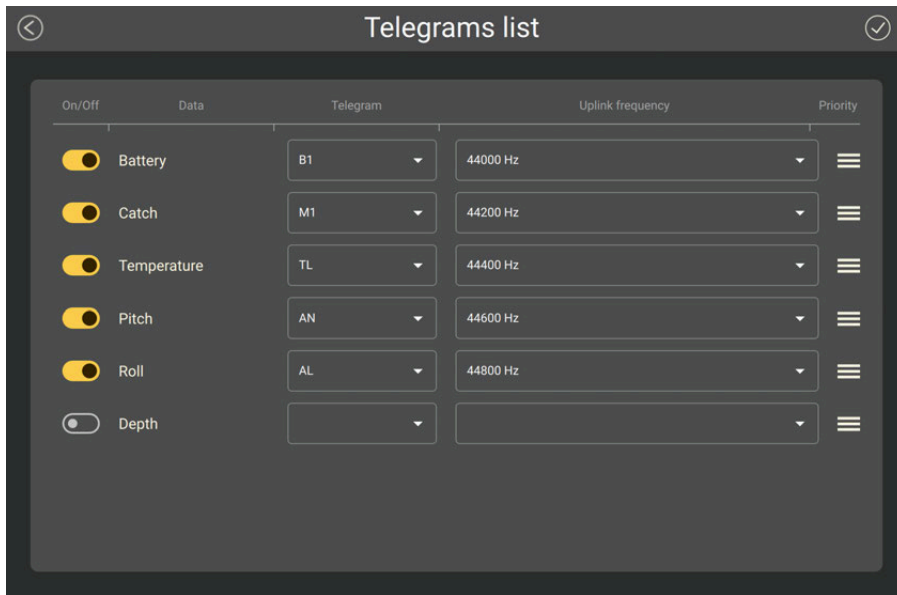 Telegrams list
On/Off Data Telegram Uplink frequency Priority
Battery B1 44000 Hz
Catch M1 44200 Hz
Temperature TL 44400 Hz
Pitch AN 44600 Hz
Roll AL 44800 Hz
Depth